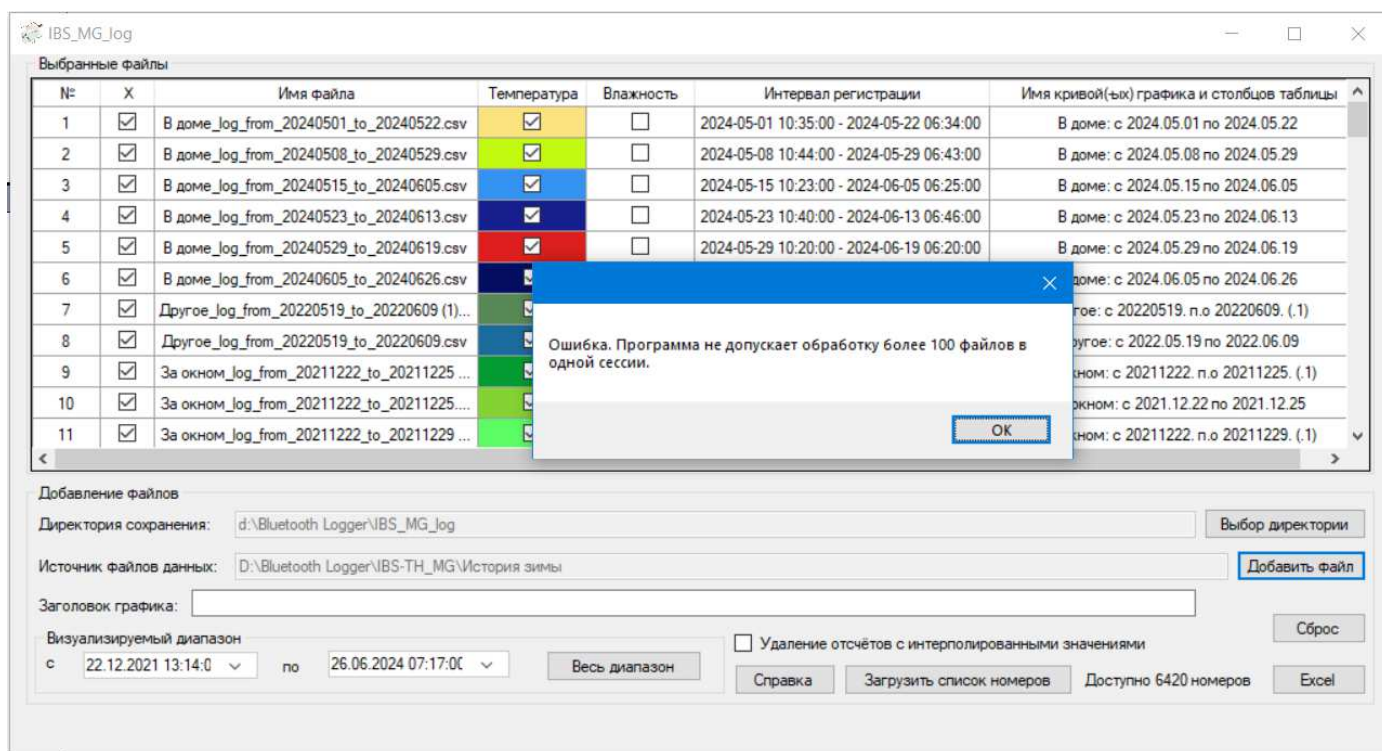 IBS_MG_log
Выбранные файлы
№ X Имя файла Температура Влажность Интервал регистрации Имя кривой(-ых) графика и столбцов таблицы
1 В доме_log_from_20240501_to_20240522.csv 2024-05-01 10:35:00 - 2024-05-22 06:34:00 В доме: с 2024.05.01 по 2024.05.22
2 В доме_log_from_20240508_to_20240529.csv 2024-05-08 10:44:00 - 2024-05-29 06:43:00 В доме: с 2024.05.08 по 2024.05.29
3 В доме_log_from_20240515_to_20240605.csv 2024-05-15 10:23:00 - 2024-06-05 06:25:00 В доме: с 2024.05.15 по 2024.06.05
4 В доме_log_from_20240523_to_20240613.csv 2024-05-23 10:40:00 - 2024-06-13 06:46:00 В доме: с 2024.05.23 по 2024.06.13
5 В доме_log_from_20240529_to_20240619.csv 2024-05-29 10:20:00 - 2024-06-19 06:20:00 В доме: с 2024.05.29 по 2024.06.19
6 В доме_log_from_20240605_to_20240626.csv доме: с 2024.06.05 по 2024.06.26
7 Другое_log_from_20220519_to_20220609 (1)... гое: с 20220519. п.о 20220609. (.1)
8 Другое_log_from_20220519_to_20220609.csv ругое: с 2022.05.19 по 2022.06.09
9 За окном_log_from_20211222_to_20211225 ... кном: с 20211222. п.о 20211225. (.1)
10 За окном_log_from_20211222_to_20211225.... окном: с 2021.12.22 по 2021.12.25
11 За окном_log_from_20211222_to_20211229 ... кном: с 20211222. п.о 20211229. (.1)
Ошибка. Программа не допускает обработку более 100 файлов в
одной сессии.
OK
Добавление файлов
Директория сохранения: d:\Bluetooth Logger\IBS_MG_log Выбор директории
Источник файлов данных: D:\Bluetooth Logger\IBS-TH_MG\История зимы Добавить файл
Заголовок графика:
Визуализируемый диапазон
с 22.12.2021 13:14:0 по 26.06.2024 07:17:00 Весь диапазон
Удаление отсчётов с интерполированными значениями
Сброс
Справка Загрузить список номеров Доступно 6420 номеров Excel